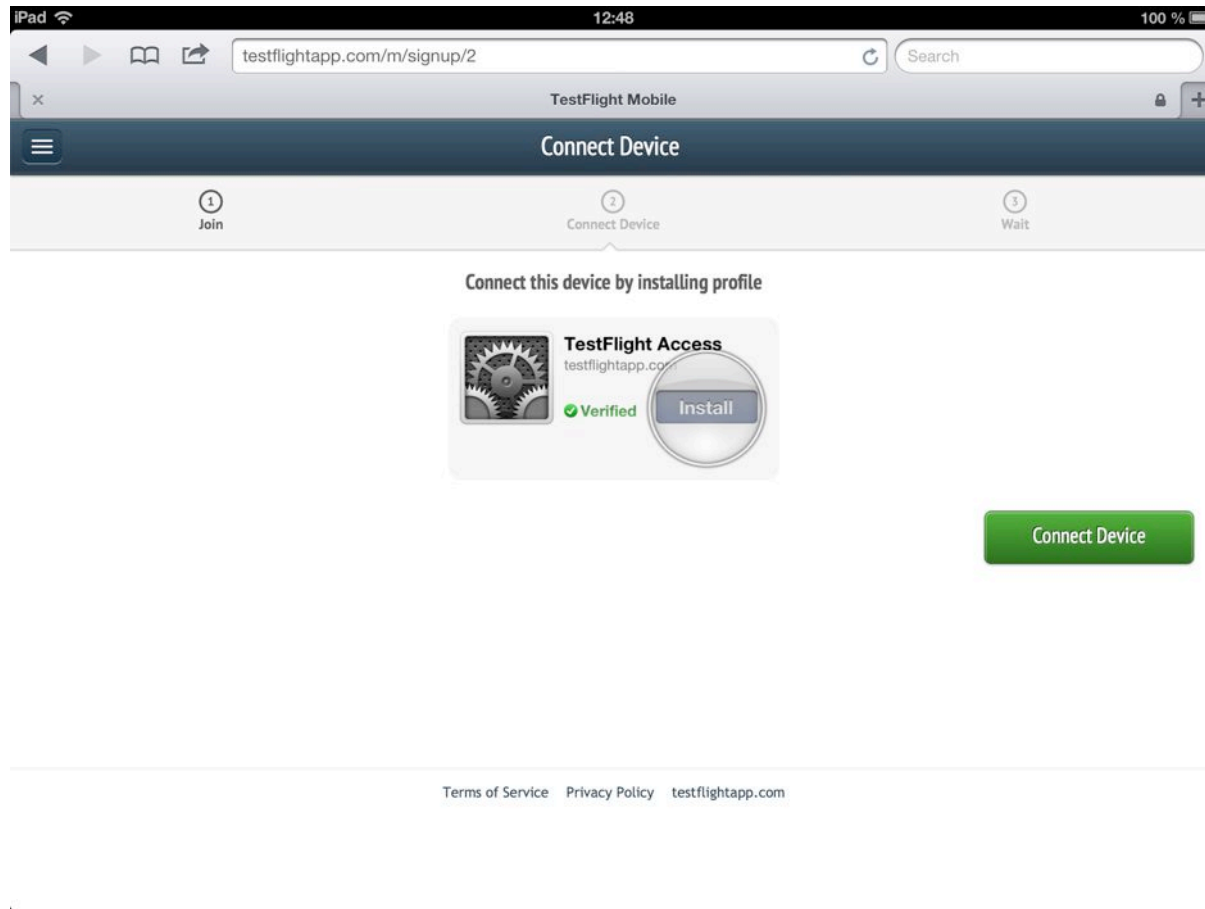 iPad 12:48 100 %
testflightapp.com/m/signup/2 Search
TestFlight Mobile
Connect Device
1 2 3
Join Connect Device Wait
Connect this device by installing profile
TestFlight Access
testflightapp.co
Verified Install
Connect Device
Terms of Service Privacy Policy testflightapp.com